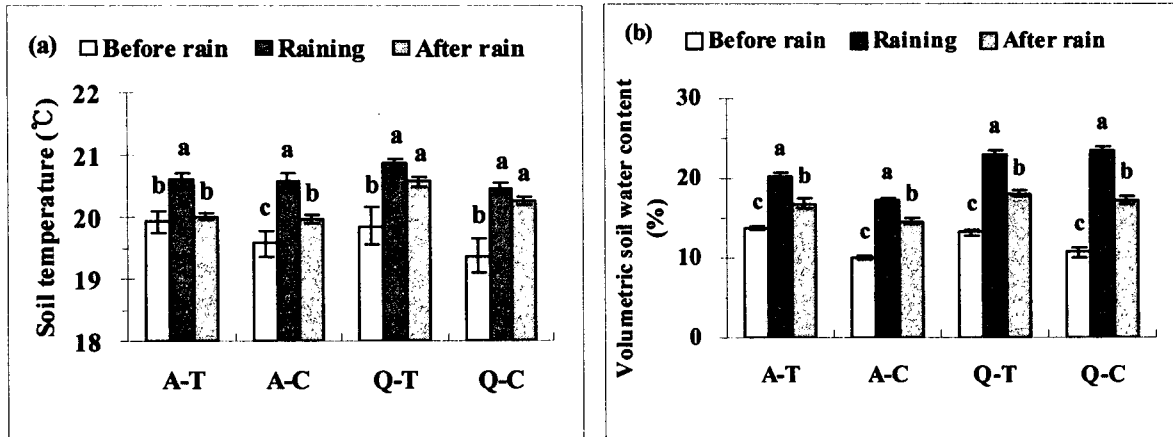 (a) Before rain Raining After rain
Soil temperature (℃)
22
21
20
19
18
b a b
c a b
b a a
b a a
A-T A-C Q-T Q-C
(b) Before rain Raining After rain
Volumetric soil water content
(%)
30
20
10
0
c a b
c a b
c a b
c a b
A-T A-C Q-T Q-C